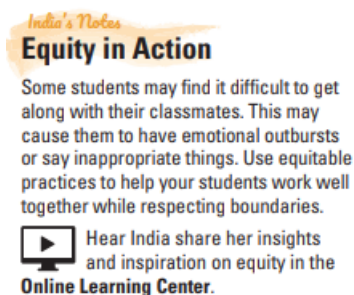 India's Notes
Equity in Action
Some students may find it difficult to get
along with their classmates. This may
cause them to have emotional outbursts
or say inappropriate things. Use equitable
practices to help your students work well
together while respecting boundaries.
Hear India share her insights
and inspiration on equity in the
Online Learning Center.